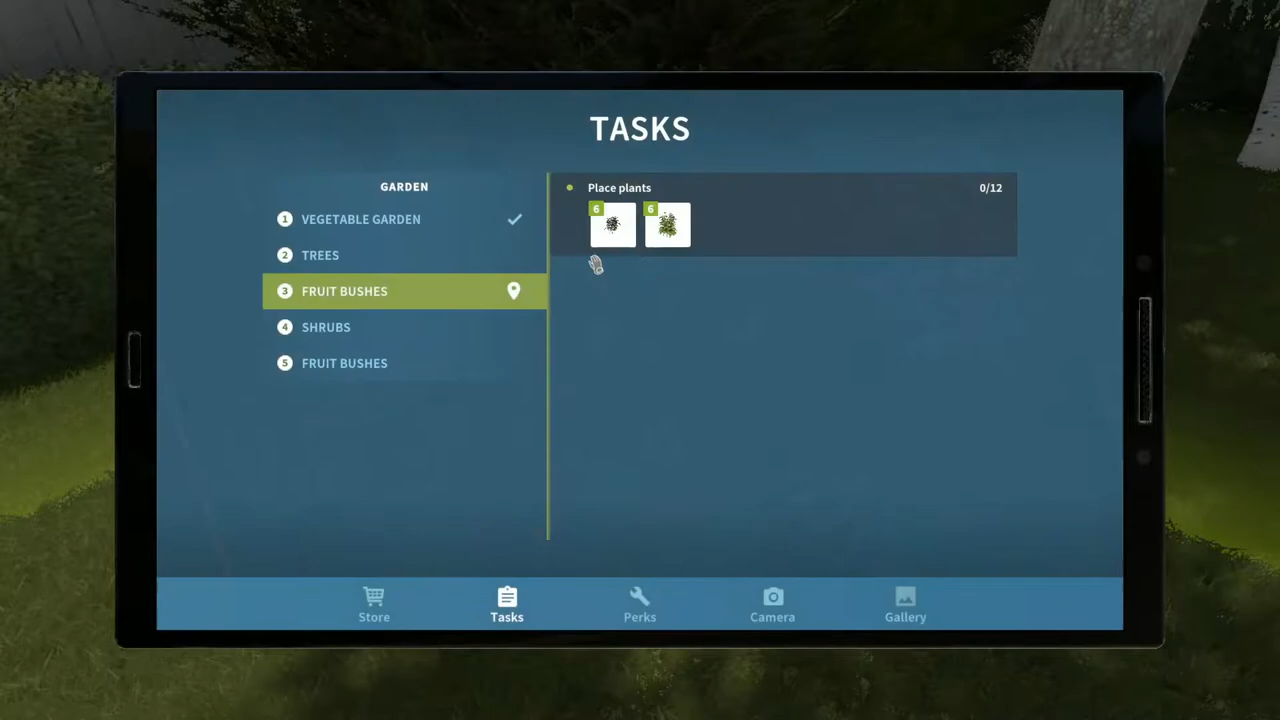 TASKS
GARDEN
1 VEGETABLE GARDEN
2 TREES
3 FRUIT BUSHES
4 SHRUBS
5 FRUIT BUSHES
Place plants 0/12
6 6
Store Tasks Perks Camera Gallery